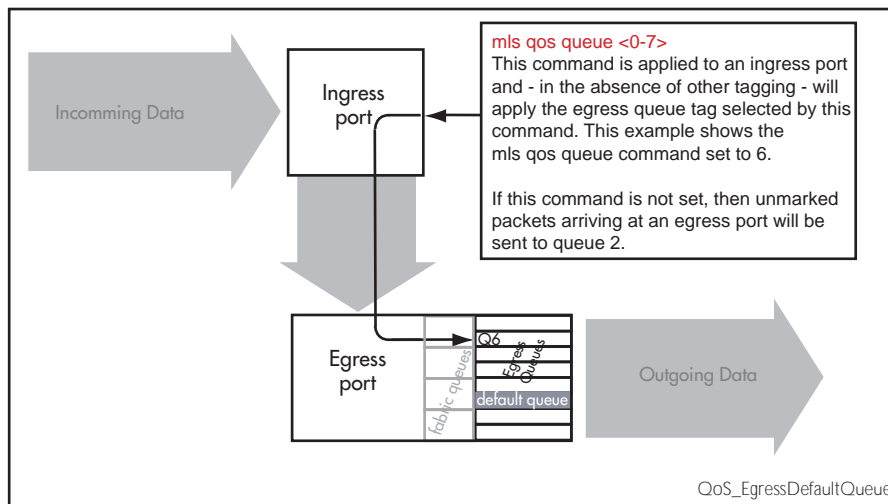 mls qos queue <0-7>
This command is applied to an ingress port
and - in the absence of other tagging - will
apply the egress queue tag selected by this
command. This example shows the
mls qos queue command set to 6.
If this command is not set, then unmarked
packets arriving at an egress port will be
sent to queue 2.
Incomming Data
Ingress
port
Egress
port
fabric queues
Q6
Egress
Queues
default queue
Outgoing Data
QoS_EgressDefaultQueue